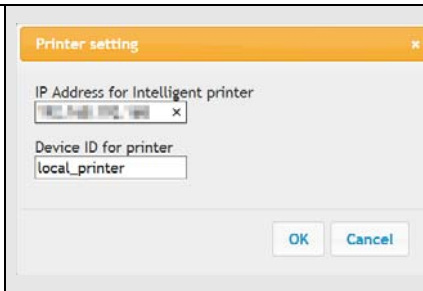 Printer setting
IP Address for Intelligent printer
Device ID for printer
local_printer
OK
Cancel